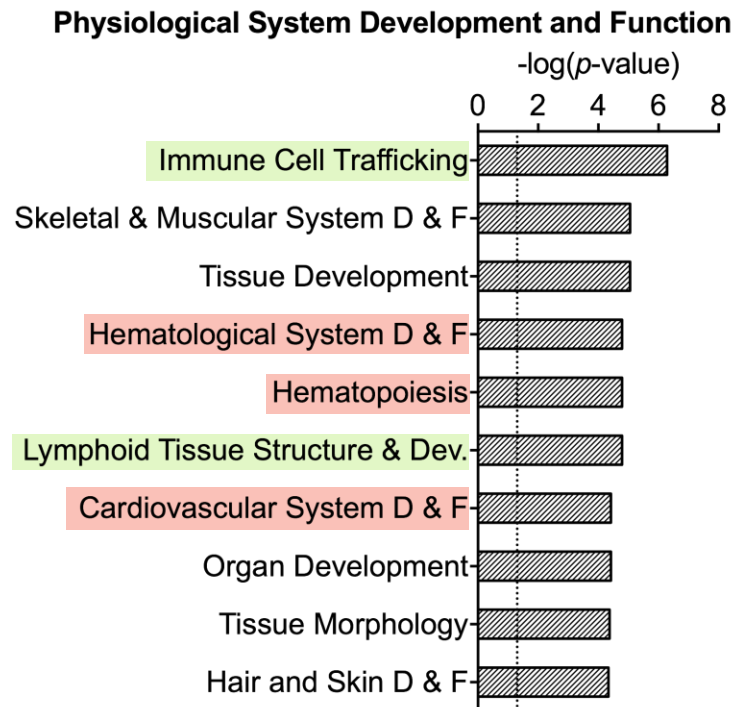 Physiological System Development and Function
-log(p-value)
0 2 4 6 8
Immune Cell Trafficking
Skeletal & Muscular System D & F
Tissue Development
Hematological System D & F
Hematopoiesis
Lymphoid Tissue Structure & Dev.
Cardiovascular System D & F
Organ Development
Tissue Morphology
Hair and Skin D & F